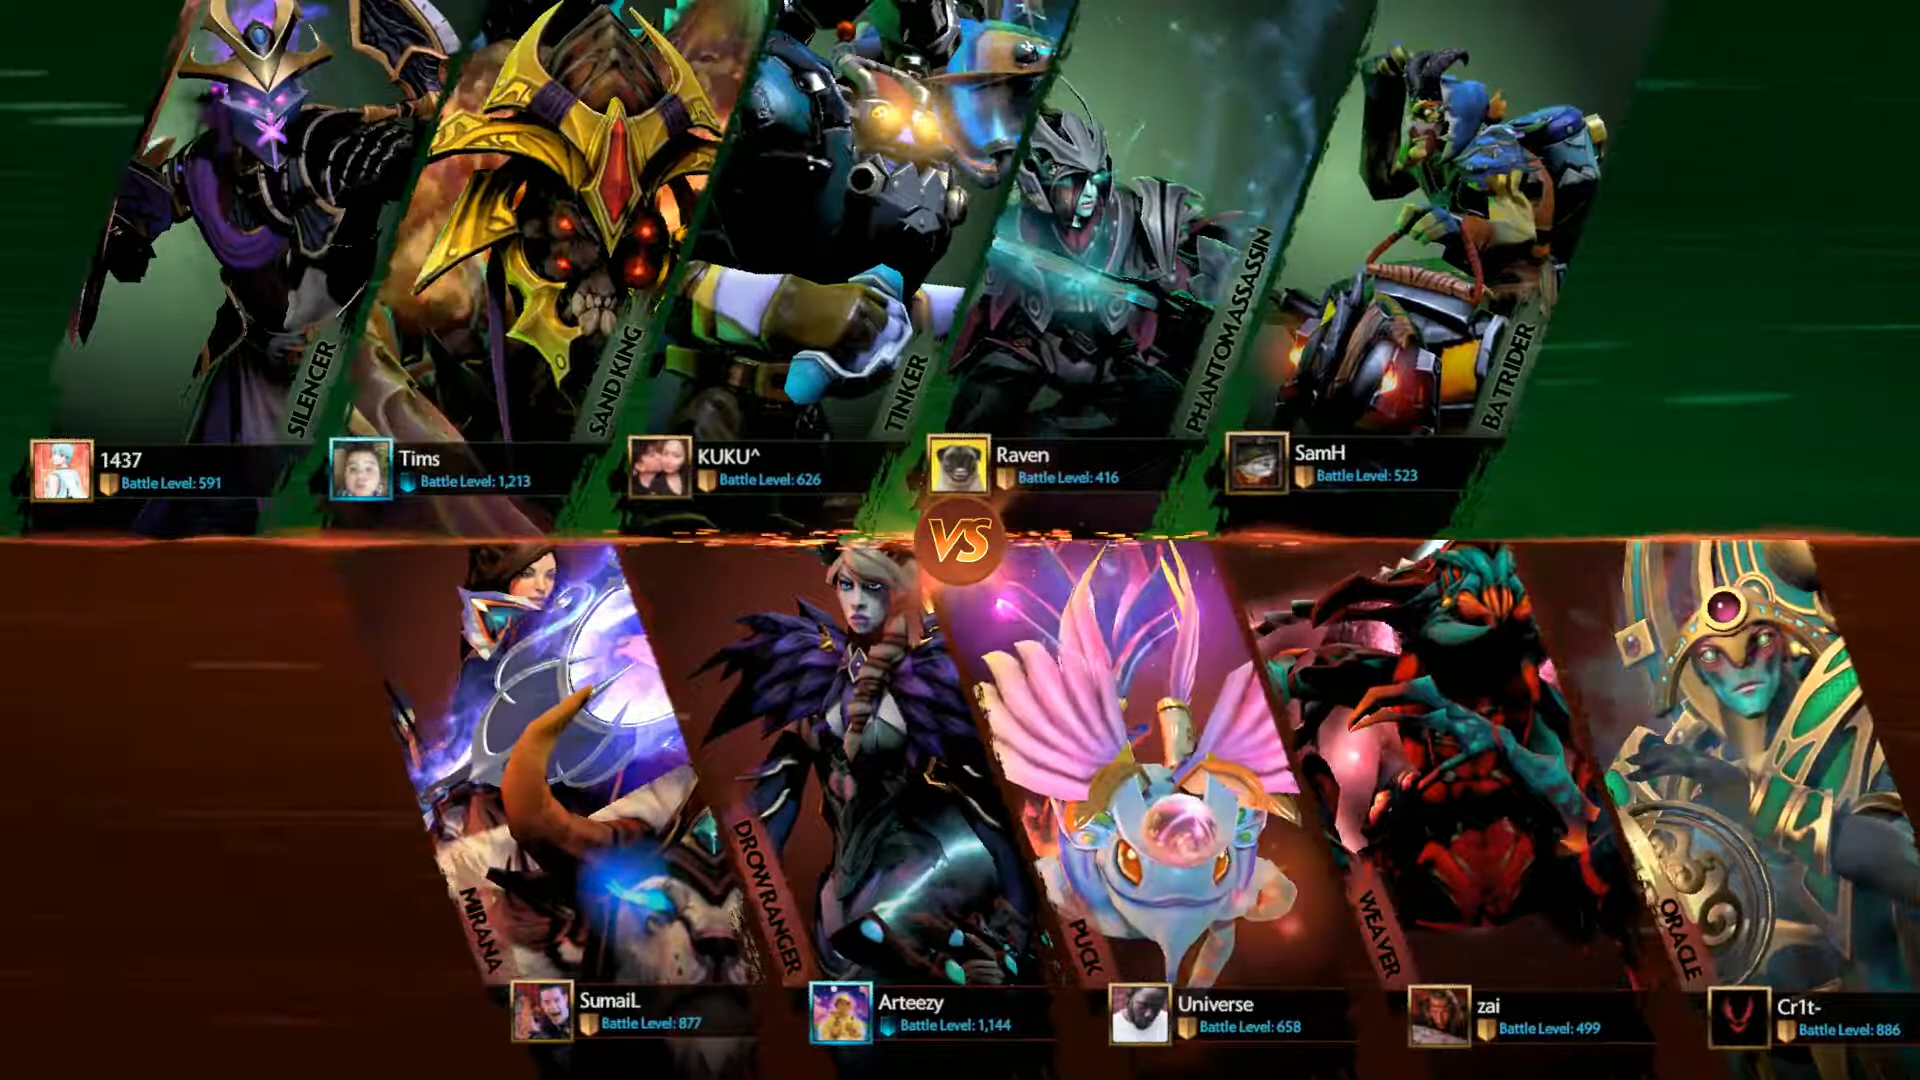 SILENCER
SAND KING
TINKER
PHANTOM ASSASSIN
BATRIDER
1437
Battle Level: 591
Tims
Battle Level: 1,213
KUKU^
Battle Level: 626
Raven
Battle Level: 416
SamH
Battle Level: 523
VS
MIRANA
DROW RANGER
PUCK
WEAVER
ORACLE
SumaiL
Battle Level: 877
Arteezy
Battle Level: 1,144
Universe
Battle Level: 658
zai
Battle Level: 499
Cr1t-
Battle Level: 886